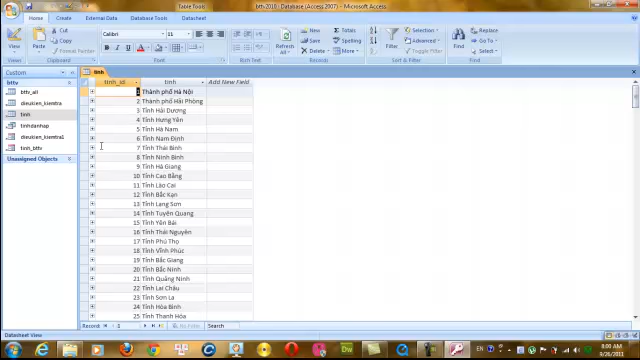 Table Tools
bttv-2010 : Database (Access 2007) - Microsoft Access
Home
Create
External Data
Database Tools
Datasheet
View
Views
Paste
Cut
Copy
Format Painter
Clipboard
Calibri
11
B I U
Font
Rich Text
Refresh All
New
Save
Delete
Totals
Spelling
More
Records
Filter
Selection
Advanced
Toggle Filter
Sort & Filter
Find
Replace
Go To
Select
Find
Custom
bttv
bttv_all
dieukien_kiemtra
tinh
tinhdanhap
dieukien_kiemtra1
tinh_bttv
Unassigned Objects
tinh
tinh_stt tinh Add New Field
1 Thành phố Hà Nội
2 Thành phố Hải Phòng
3 Tỉnh Hải Dương
4 Tỉnh Hưng Yên
5 Tỉnh Hà Nam
6 Tỉnh Nam Định
7 Tỉnh Thái Bình
8 Tỉnh Ninh Bình
9 Tỉnh Hà Giang
10 Tỉnh Cao Bằng
11 Tỉnh Lào Cai
12 Tỉnh Bắc Kạn
13 Tỉnh Lạng Sơn
14 Tỉnh Tuyên Quang
15 Tỉnh Yên Bái
16 Tỉnh Thái Nguyên
17 Tỉnh Phú Thọ
18 Tỉnh Vĩnh Phúc
19 Tỉnh Bắc Giang
20 Tỉnh Bắc Ninh
21 Tỉnh Quảng Ninh
22 Tỉnh Lai Châu
23 Tỉnh Sơn La
24 Tỉnh Hòa Bình
25 Tỉnh Thanh Hóa
Record: No Filter Search
Datasheet View
EN
8:00 AM
9/26/2011